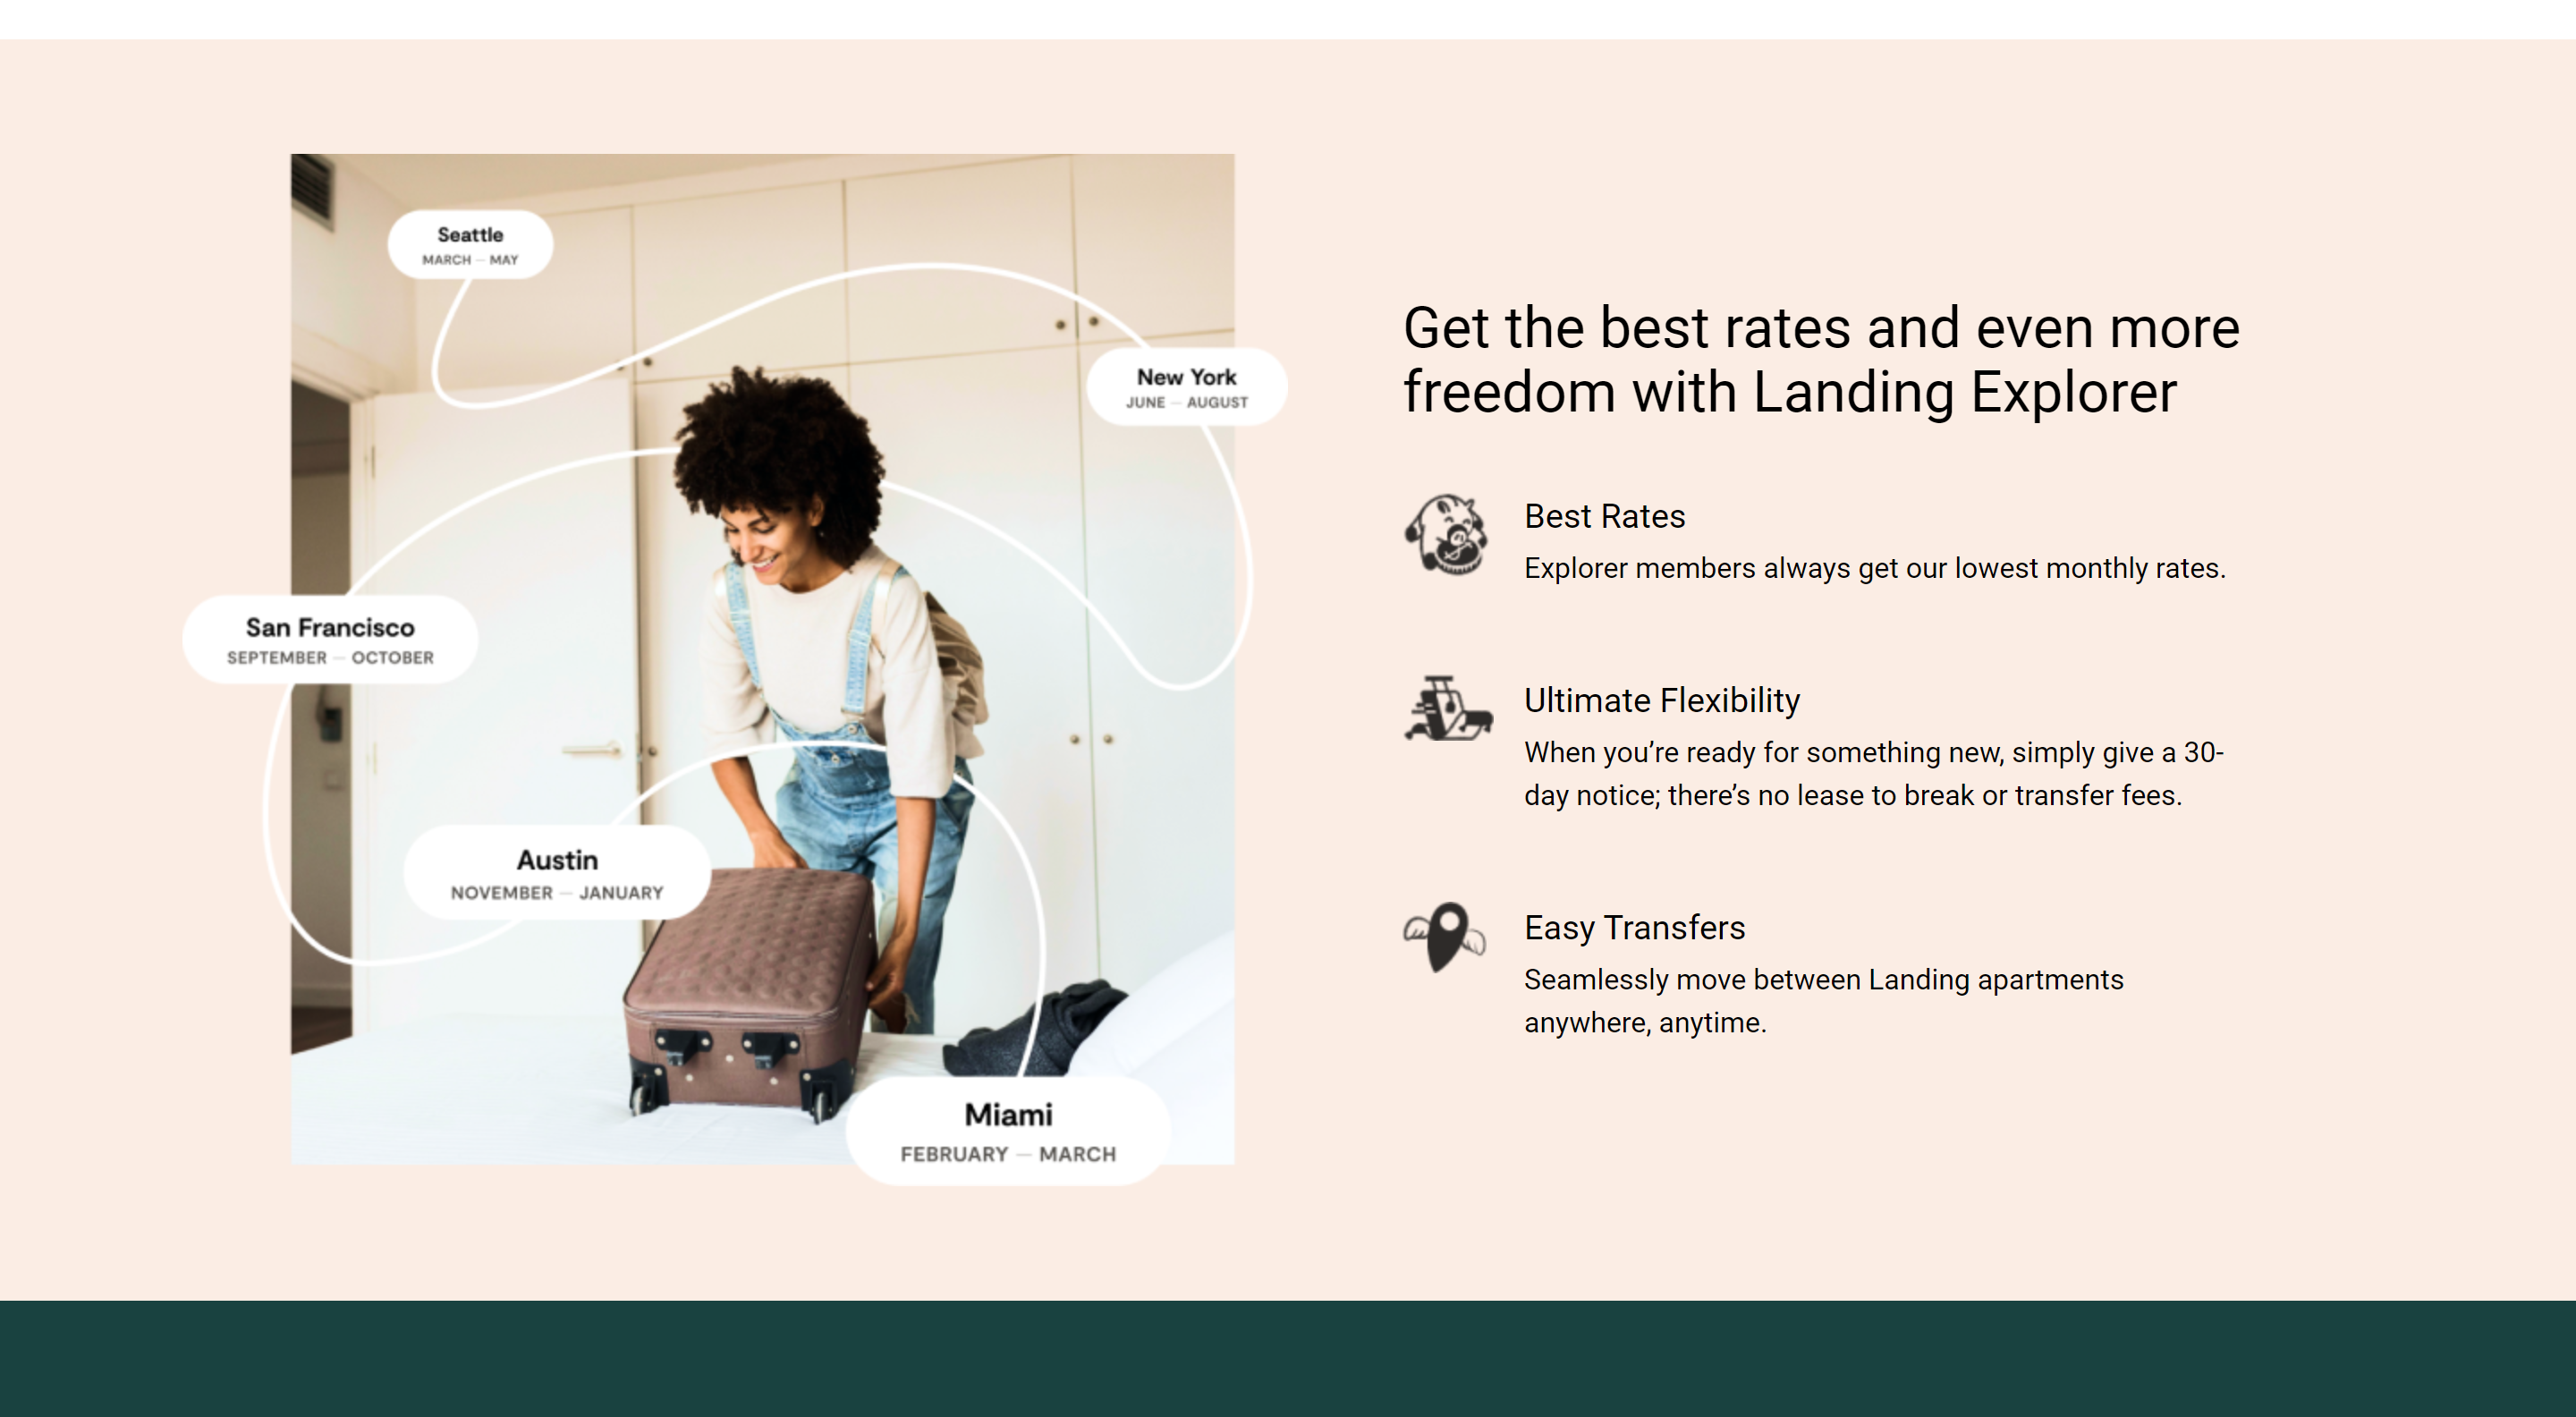 Seattle
MARCH — MAY
New York
JUNE — AUGUST
San Francisco
SEPTEMBER — OCTOBER
Austin
NOVEMBER — JANUARY
Miami
FEBRUARY — MARCH
Get the best rates and even more
freedom with Landing Explorer
Best Rates
Explorer members always get our lowest monthly rates.
Ultimate Flexibility
When you’re ready for something new, simply give a 30-
day notice; there’s no lease to break or transfer fees.
Easy Transfers
Seamlessly move between Landing apartments
anywhere, anytime.